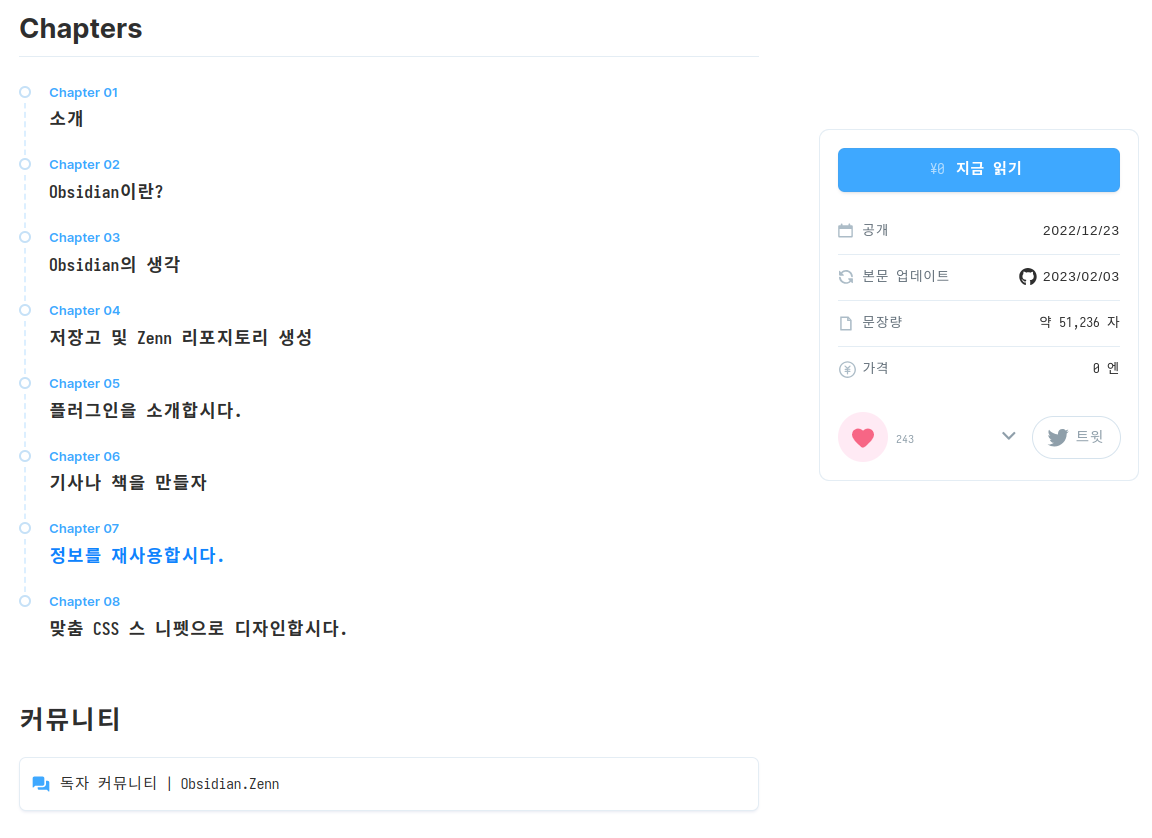 Chapters
Chapter 01
소개
Chapter 02
Obsidian이란?
Chapter 03
Obsidian의 생각
Chapter 04
저장고 및 Zenn 리포지토리 생성
Chapter 05
플러그인을 소개합시다.
Chapter 06
기사나 책을 만들자
Chapter 07
정보를 재사용합시다.
Chapter 08
맞춤 CSS 스 니펫으로 디자인합시다.
커뮤니티
독자 커뮤니티 | Obsidian.Zenn
¥0 지금 읽기
공개 2022/12/23
본문 업데이트 2023/02/03
문장량 약 51,236 자
가격 0 엔
243 트윗